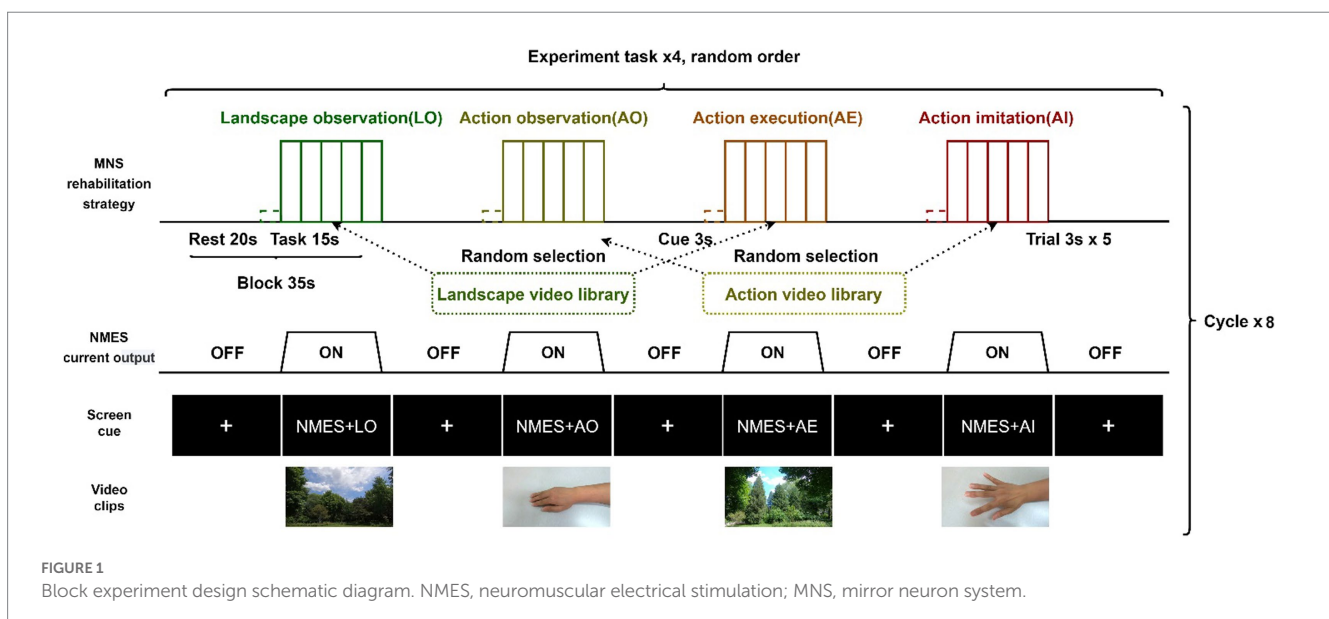 Experiment task x4, random order
Landscape observation(LO) Action observation(AO) Action execution(AE) Action imitation(AI)
MNS
rehabilitation
strategy
Rest 20s Task 15s Cue 3s Trial 3s x 5
Random selection Random selection
Block 35s
Landscape video library Action video library
Cycle x 8
NMES
current output
OFF ON OFF ON OFF ON OFF ON OFF
Screen
cue
+ NMES+LO + NMES+AO + NMES+AE + NMES+AI +
Video
clips
FIGURE 1
Block experiment design schematic diagram. NMES, neuromuscular electrical stimulation; MNS, mirror neuron system.